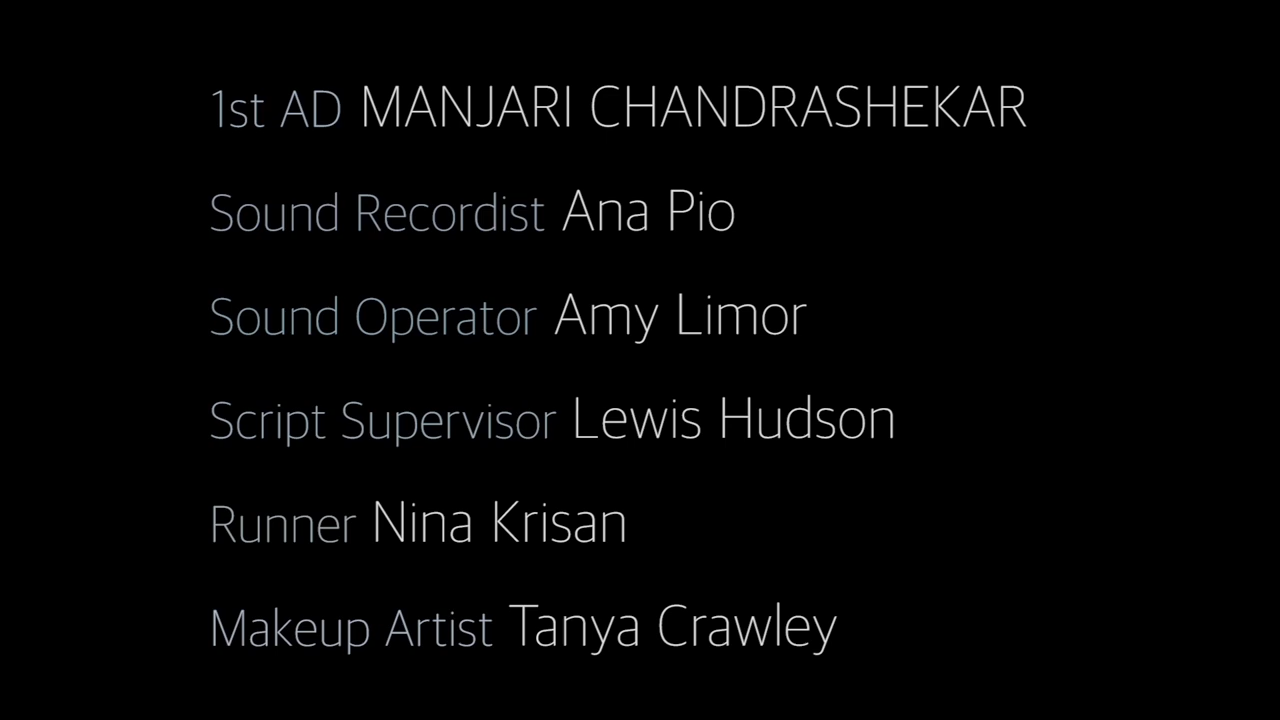 1st AD MANJARI CHANDRASHEKAR
Sound Recordist Ana Pio
Sound Operator Amy Limor
Script Supervisor Lewis Hudson
Runner Nina Krisan
Makeup Artist Tanya Crawley